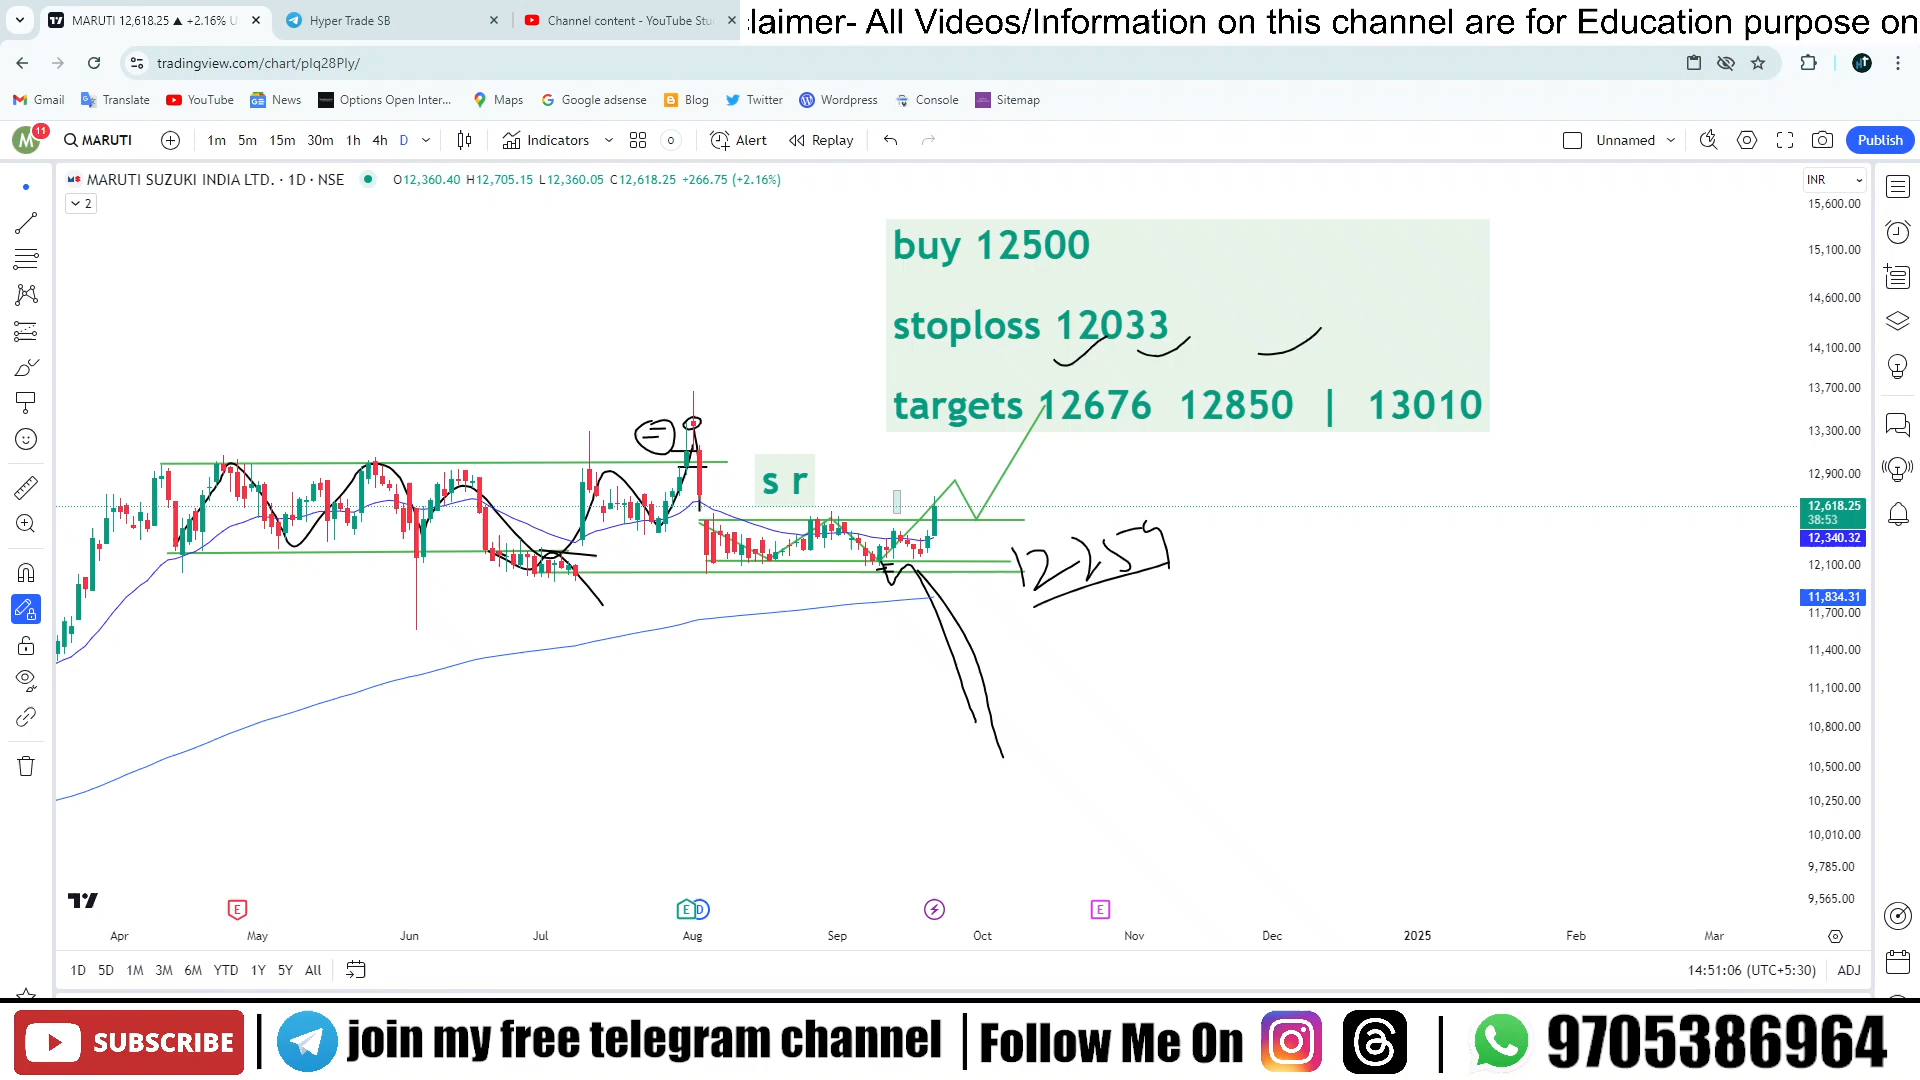 MARUTI 12,618.25 ▲ +2.16% U
Hyper Trade SB
Channel content - YouTube Stu
laimer- All Videos/Information on this channel are for Education purpose on
tradingview.com/chart/plq28Ply/
Gmail Translate YouTube News Options Open Inter... Maps Google adsense Blog Twitter Wordpress Console Sitemap
M 11 MARUTI 1m 5m 15m 30m 1h 4h D Indicators Alert Replay Unnamed Publish
MARUTI SUZUKI INDIA LTD. · 1D · NSE O12,360.40 H12,705.15 L12,360.05 C12,618.25 +266.75 (+2.16%)
INR
2
15,600.00
buy 12500
15,100.00
14,600.00
stoploss 12033
14,100.00
13,700.00
targets 12676 12850 | 13010
13,300.00
12,900.00
s r
12,618.25
38:53
12,340.32
12259
12,100.00
11,834.31
11,700.00
11,400.00
11,100.00
10,800.00
10,500.00
10,250.00
10,010.00
9,785.00
9,565.00
E E D E
Apr May Jun Jul Aug Sep Oct Nov Dec 2025 Feb Mar
1D 5D 1M 3M 6M YTD 1Y 5Y All 14:51:06 (UTC+5:30) ADJ
SUBSCRIBE | join my free telegram channel | Follow Me On | 9705386964